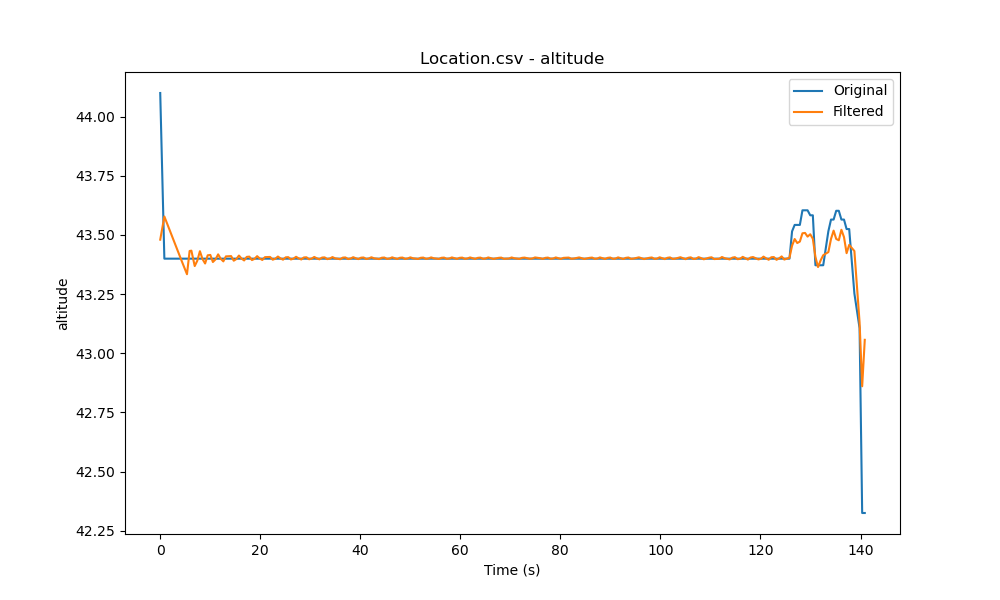 Location.csv - altitude
Original
Filtered
44.00
43.75
43.50
43.25
43.00
42.75
42.50
42.25
altitude
0 20 40 60 80 100 120 140
Time (s)